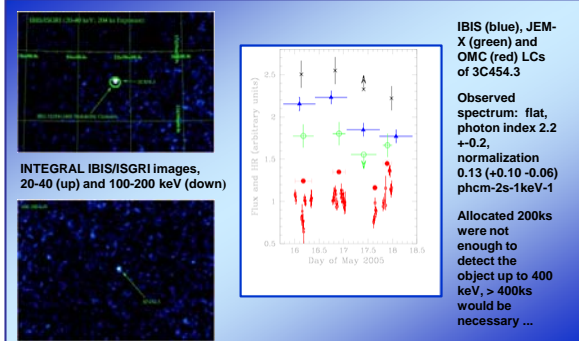 IBIS/ISGRI (20-40 keV, 204 ks Exposure)
INTEGRAL IBIS/ISGRI images,
20-40 (up) and 100-200 keV (down)
Flux and HR (arbitrary units)
2.5
2
1.5
1
0.5
16
16.5
17
17.5
18
18.5
Day of May 2005
IBIS (blue), JEM-
X (green) and
OMC (red) LCs
of 3C454.3
Observed
spectrum: flat,
photon index 2.2
+-0.2,
normalization
0.13 (+0.10 -0.06)
phcm-2s-1keV-1
Allocated 200ks
were not
enough to
detect the
object up to 400
keV, > 400ks
would be
necessary ...